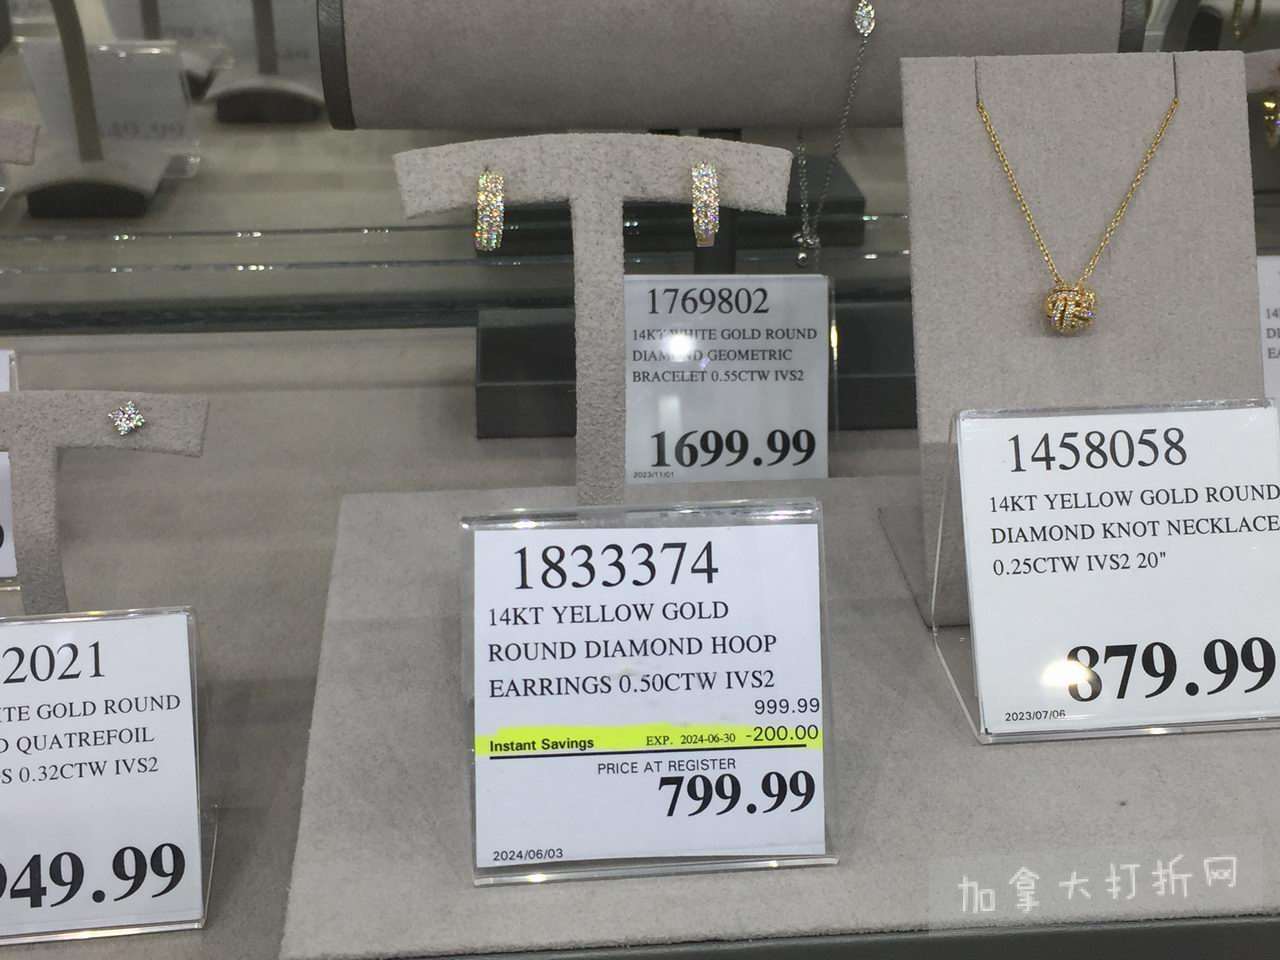 1769802
14KT WHITE GOLD ROUND
DIAMOND GEOMETRIC
BRACELET 0.55CTW IVS2
1699.99
2023/11/01
1458058
14KT YELLOW GOLD ROUND
DIAMOND KNOT NECKLACE
0.25CTW IVS2 20"
879.99
2023/07/06
1833374
14KT YELLOW GOLD
ROUND DIAMOND HOOP
EARRINGS 0.50CTW IVS2
999.99
Instant Savings EXP. 2024-06-30 -200.00
PRICE AT REGISTER
799.99
2024/06/03
2021
ITE GOLD ROUND
D QUATREFOIL
S 0.32CTW IVS2
949.99
加拿大打折网